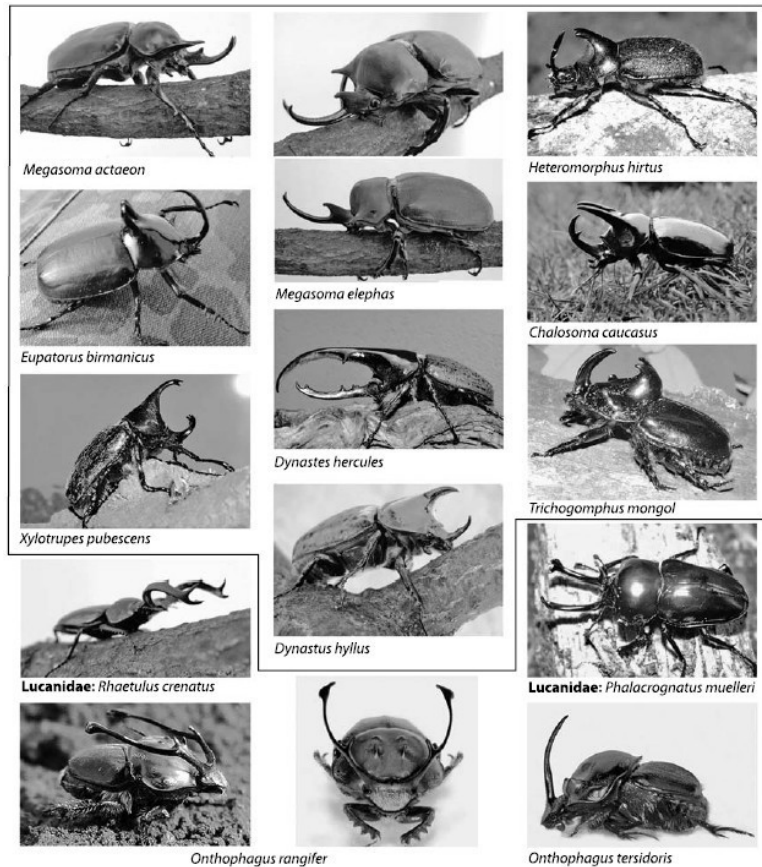 Megasoma actaeon
Heteromorphus hirtus
Megasoma elephas
Eupatorus birmanicus
Chalosoma caucasus
Dynastes hercules
Xylotrupes pubescens
Trichogomphus mongol
Dynastus hyllus
Lucanidae: Rhaetulus crenatus
Lucanidae: Phalacrognatus muelleri
Onthophagus rangifer
Onthophagus tersidoris